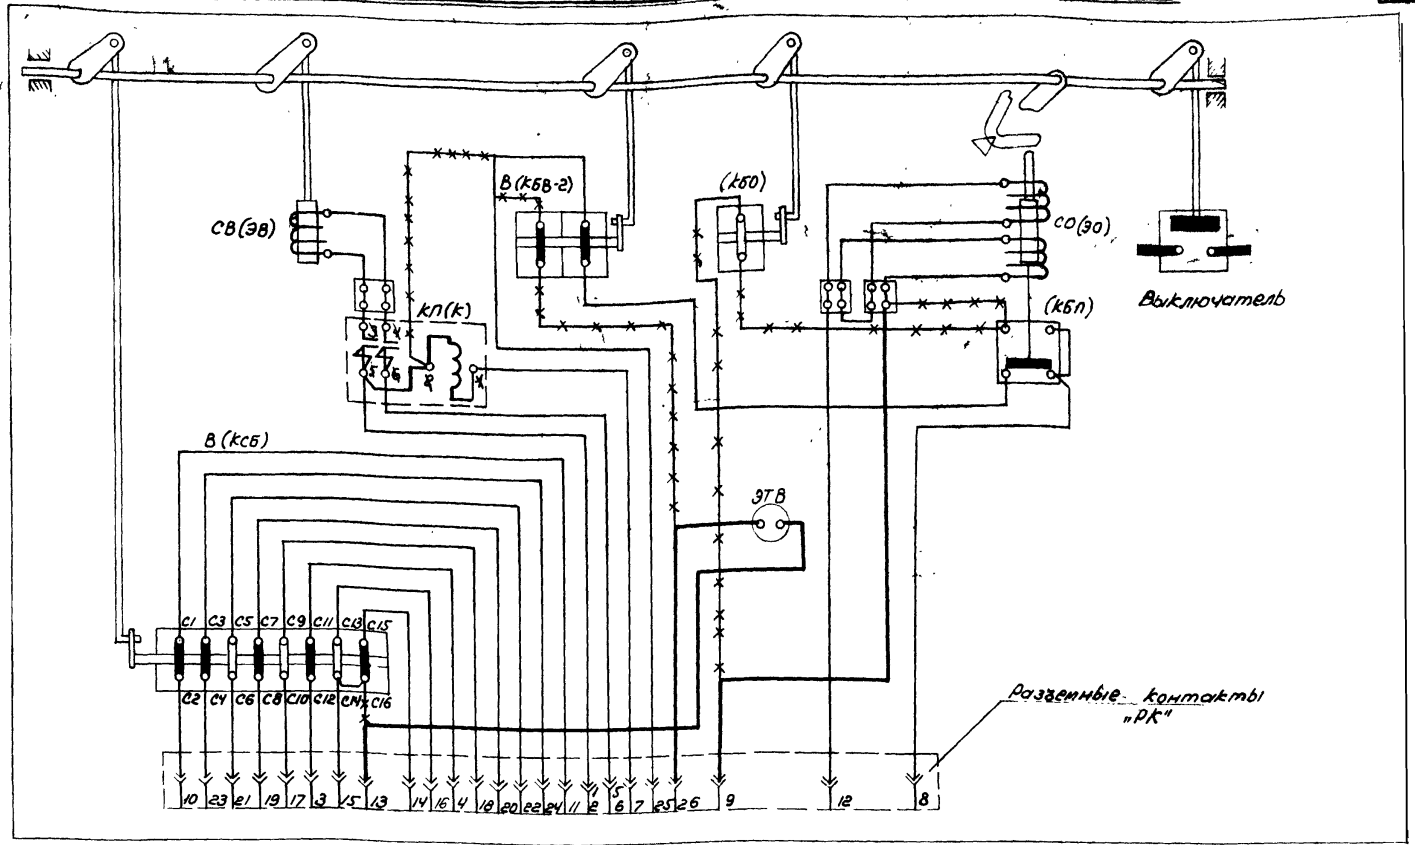 В (КБВ-2)
(КБО)
СВ(ЭВ)
СО(ЭО)
КП(К)
(КБП)
Выключатель
В (КСБ)
ЭТВ
С1 С3 С5 С7 С9 С11 С13 С15
С2 С4 С6 С8 С10 С12 С14 С16
Разъемные контакты
„РК"
10 23 21 19 17 3 15 13 14 16 4 18 20 22 24 11 2 6 7 25 26 9 12 8
1 5